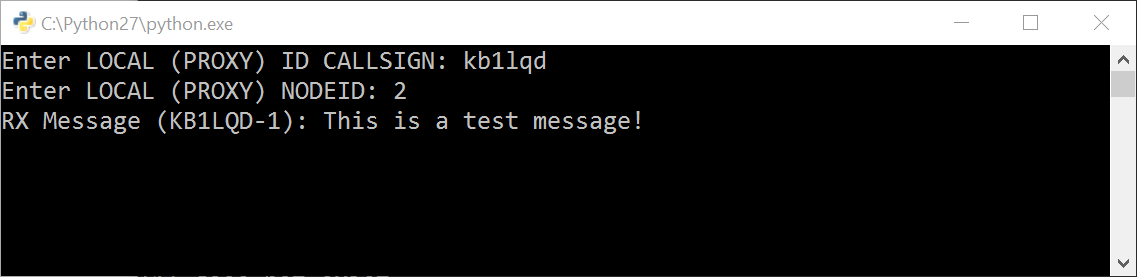 C:\Python27\python.exe
Enter LOCAL (PROXY) ID CALLSIGN: kb1lqd
Enter LOCAL (PROXY) NODEID: 2
RX Message (KB1LQD-1): This is a test message!